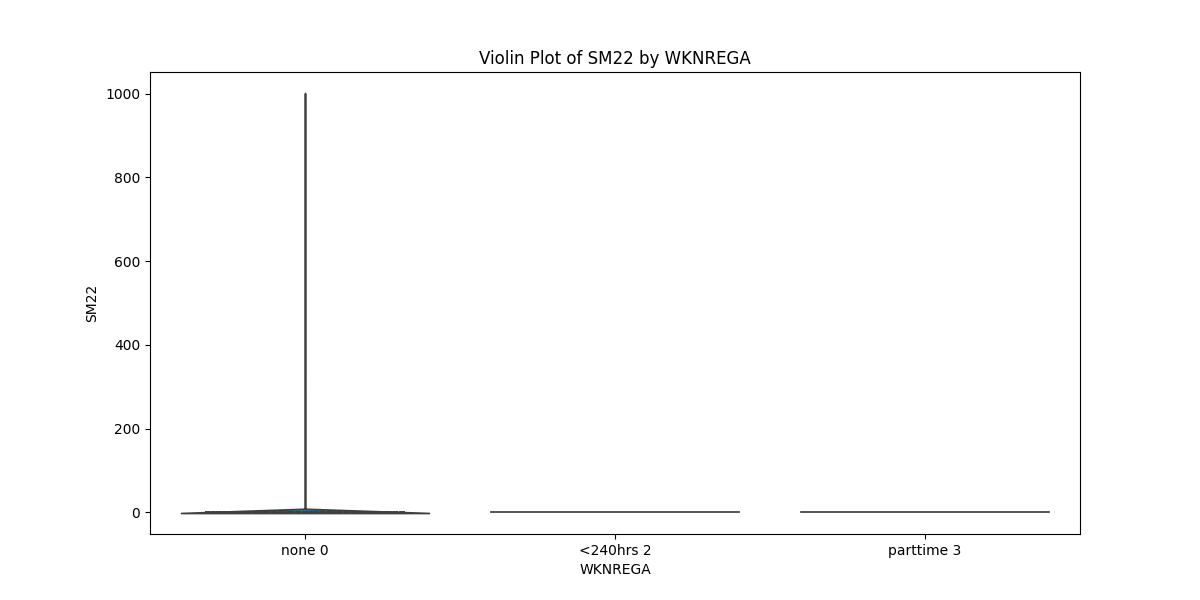 Violin Plot of SM22 by WKNREGA
1000
800
600
400
200
0
SM22
none 0
<240hrs 2
parttime 3
WKNREGA